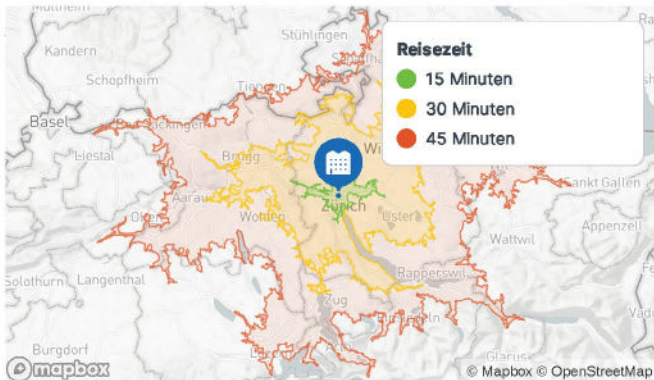 Müllheim
Stühlingen
Kandern
Schopfheim
Reisezeit
15 Minuten
30 Minuten
45 Minuten
Basel
Liestal
Brugg
Aarau
Wohlen
Zürich
Uster
Sankt Gallen
Appenzell
Wattwil
Rapperswil
Solothurn
Langenthal
Zug
Glarus
Burgdorf
mapbox
© Mapbox © OpenStreetMap